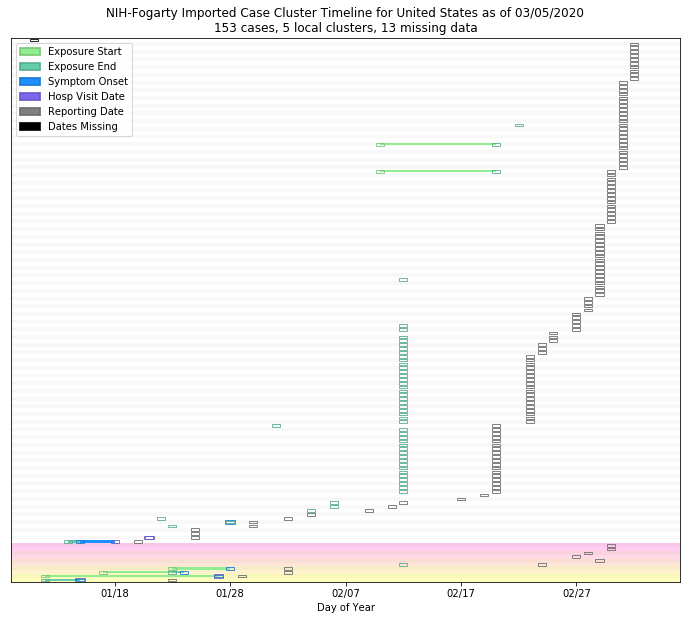 NIH-Fogarty Imported Case Cluster Timeline for United States as of 03/05/2020
153 cases, 5 local clusters, 13 missing data
Exposure Start
Exposure End
Symptom Onset
Hosp Visit Date
Reporting Date
Dates Missing
01/18 01/28 02/07 02/17 02/27
Day of Year